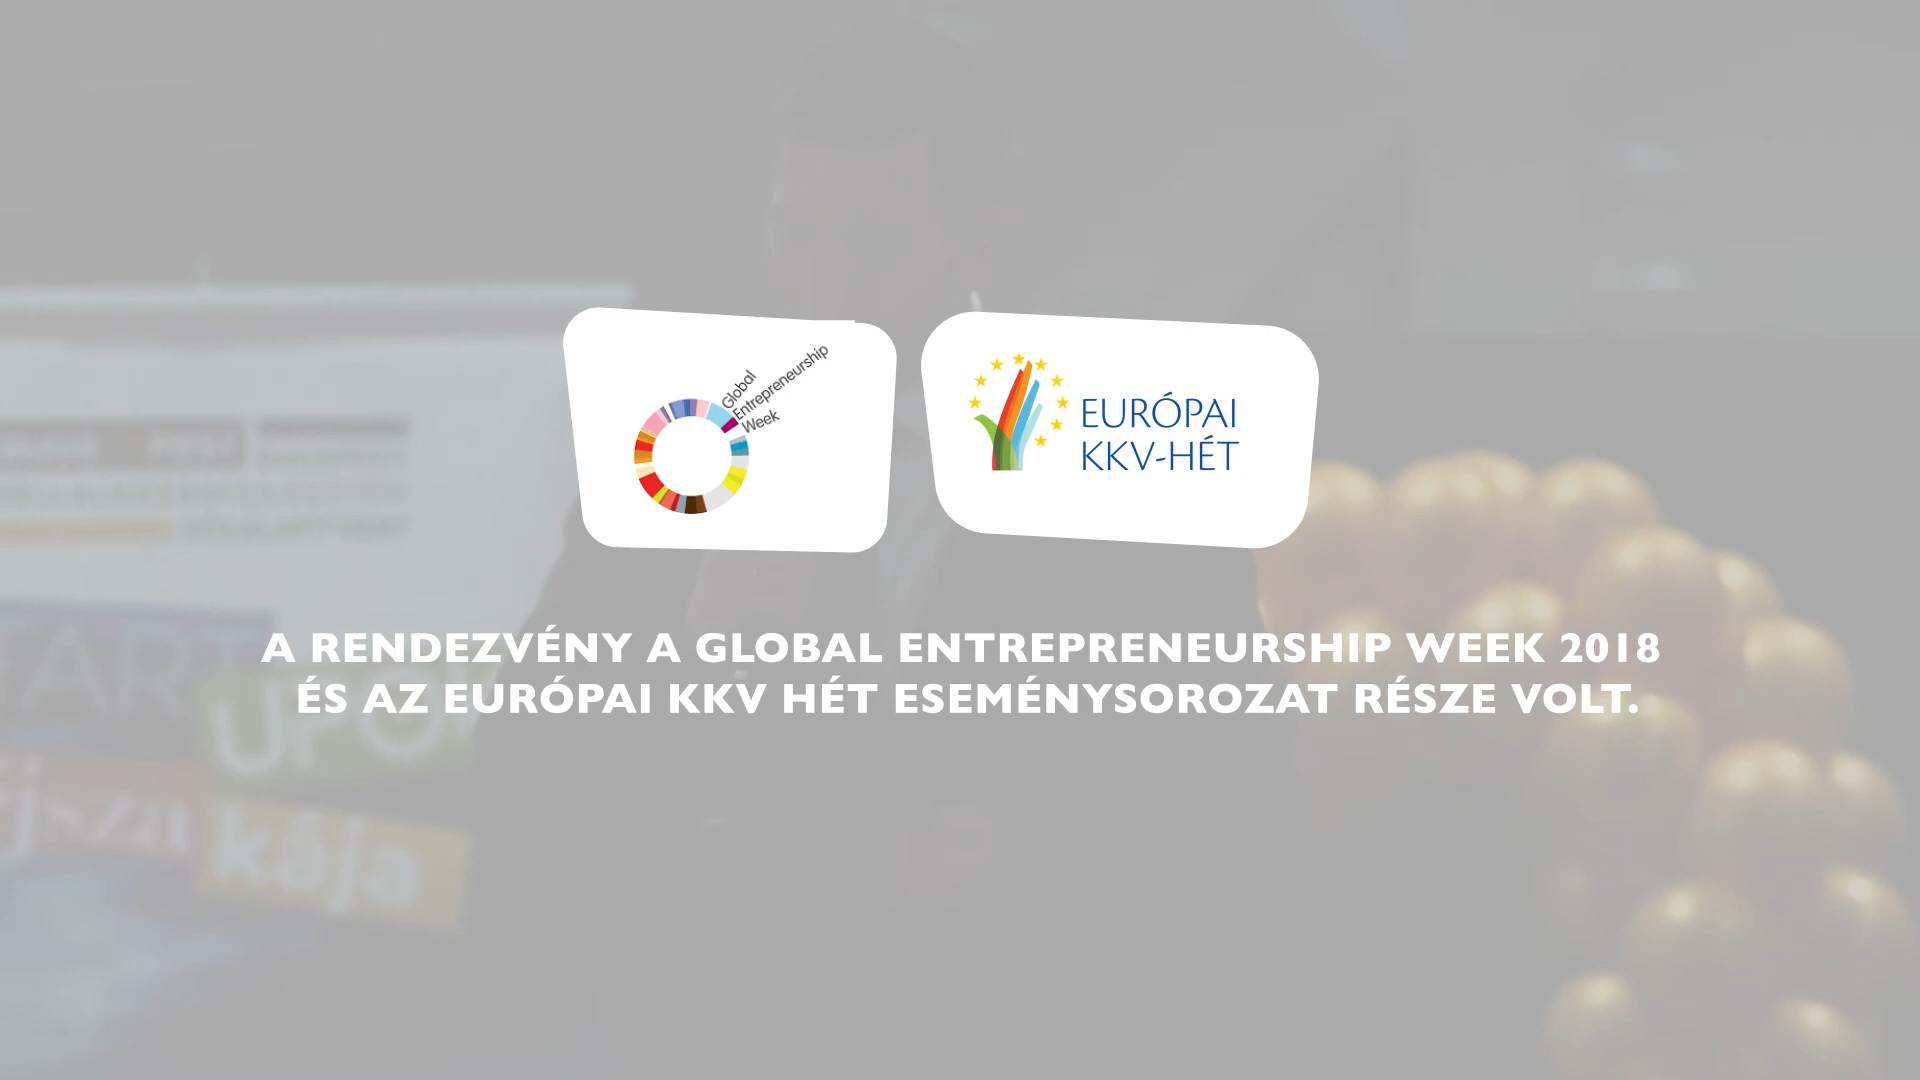 Global
Entrepreneurship
Week
EURÓPAI
KKV-HÉT
A RENDEZVÉNY A GLOBAL ENTREPRENEURSHIP WEEK 2018
ÉS AZ EURÓPAI KKV HÉT ESEMÉNYSOROZAT RÉSZE VOLT.
kája